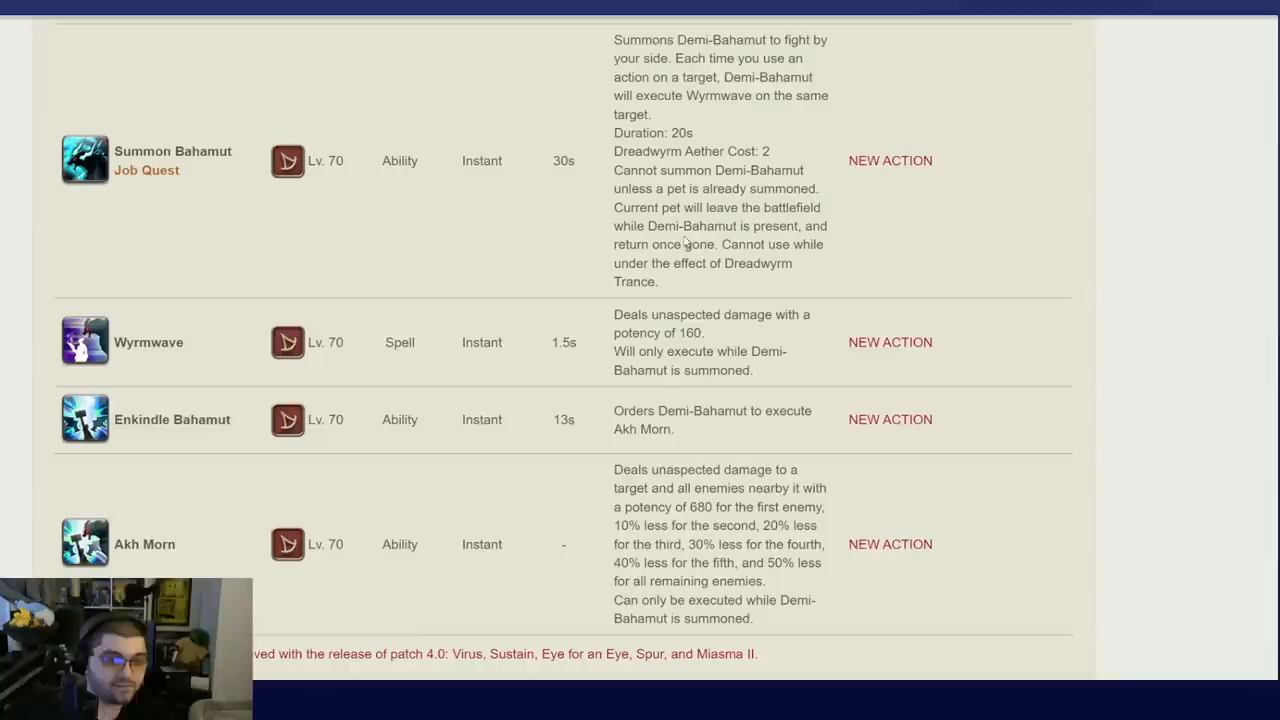 Summons Demi-Bahamut to fight by
your side. Each time you use an
action on a target, Demi-Bahamut
will execute Wyrmwave on the same
target.
Duration: 20s
Dreadwyrm Aether Cost: 2
Cannot summon Demi-Bahamut
unless a pet is already summoned.
Current pet will leave the battlefield
while Demi-Bahamut is present, and
return once gone. Cannot use while
under the effect of Dreadwyrm
Trance.
Summon Bahamut
Job Quest
Lv. 70 Ability Instant 30s NEW ACTION
Deals unaspected damage with a
potency of 160.
Will only execute while Demi-
Bahamut is summoned.
Wyrmwave Lv. 70 Spell Instant 1.5s NEW ACTION
Orders Demi-Bahamut to execute
Akh Morn.
Enkindle Bahamut Lv. 70 Ability Instant 13s NEW ACTION
Deals unaspected damage to a
target and all enemies nearby it with
a potency of 680 for the first enemy,
10% less for the second, 20% less
for the third, 30% less for the fourth,
40% less for the fifth, and 50% less
for all remaining enemies.
Can only be executed while Demi-
Bahamut is summoned.
Akh Morn Lv. 70 Ability Instant - NEW ACTION
ved with the release of patch 4.0: Virus, Sustain, Eye for an Eye, Spur, and Miasma II.